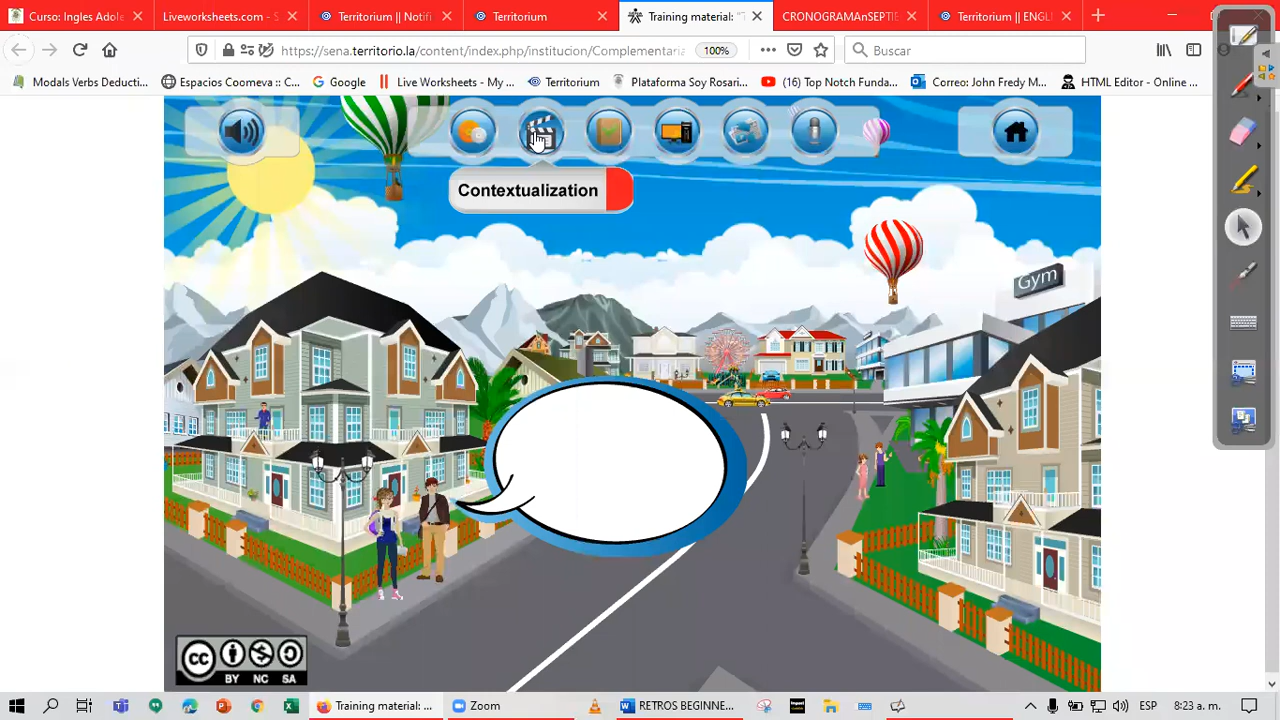 Curso: Ingles Adole
Liveworksheets.com - S
Territorium || Notifi
Territorium
Training material: "T
CRONOGRAMAnSEPTIE
Territorium || ENGL
https://sena.territorio.la/content/index.php/institucion/Complementaria
100%
Buscar
Modals Verbs Deducti...
Espacios Coomeva ::: C...
Google
Live Worksheets - My ...
Territorium
Plataforma Soy Rosari...
(16) Top Notch Funda...
Correo: John Fredy M...
HTML Editor - Online ...
Contextualization
Gym
CC BY NC SA
Training material: "...
Zoom
RETROS BEGINNE...
ESP
8:23 a. m.